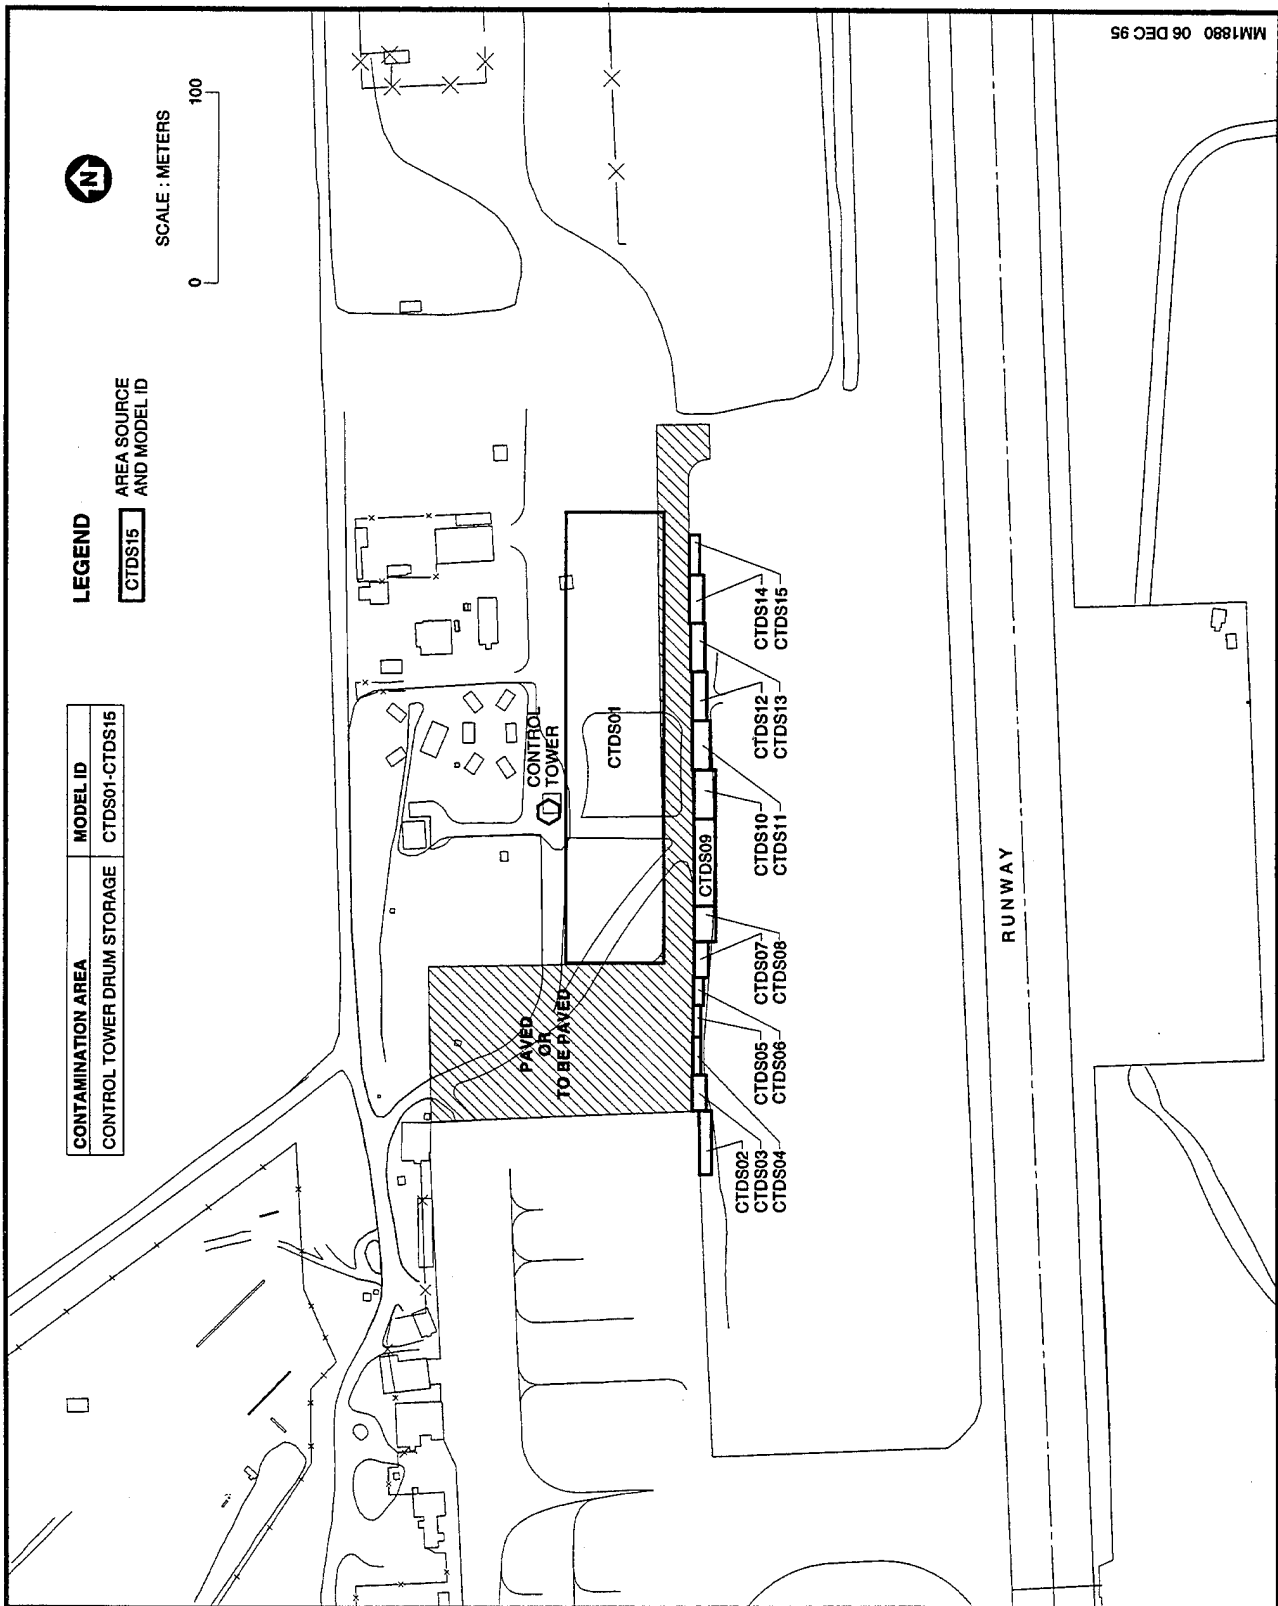 MM1880 06 DEC 95
N
SCALE : METERS
0
100
LEGEND
CTDS15
AREA SOURCE
AND MODEL ID
CONTAMINATION AREA
MODEL ID
CONTROL TOWER DRUM STORAGE
CTDS01-CTDS15
CONTROL
TOWER
CTDS01
PAVED
OR
TO BE PAVED
CTDS02
CTDS03
CTDS04
CTDS05
CTDS06
CTDS07
CTDS08
CTDS09
CTDS10
CTDS11
CTDS12
CTDS13
CTDS14
CTDS15
RUNWAY